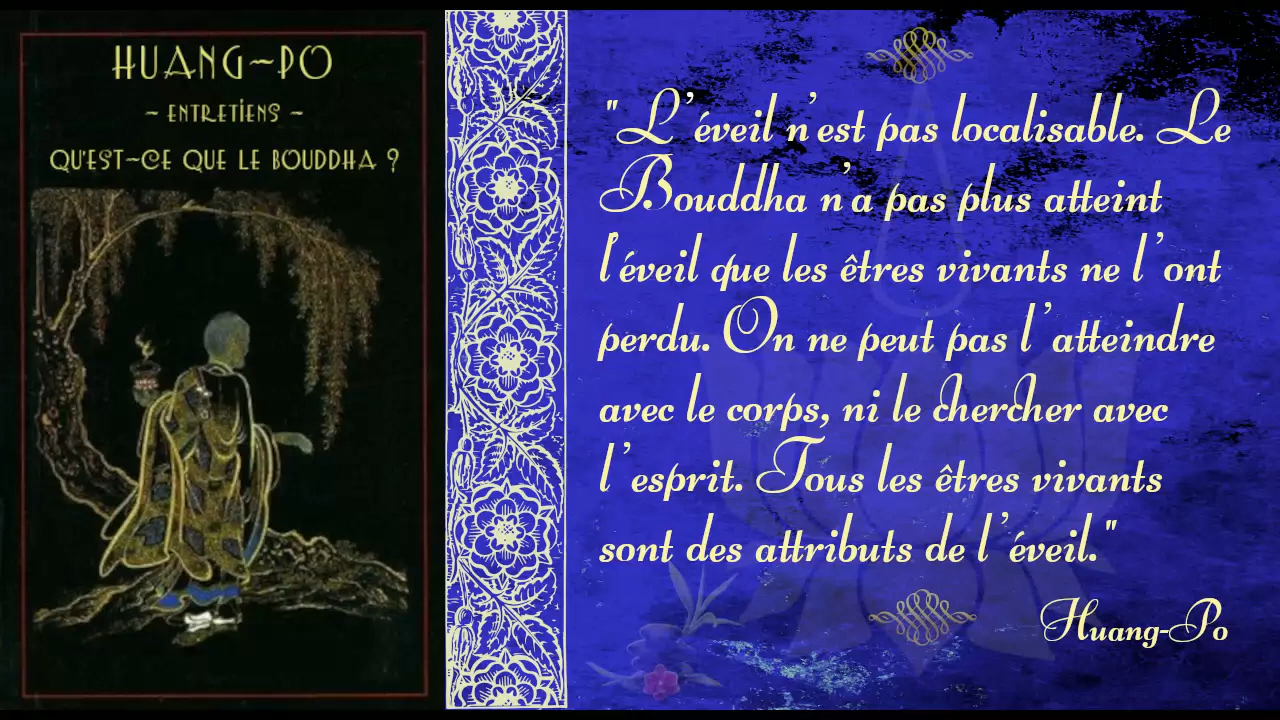 HUANG~PO
~ ENTRETIENS ~
QU'EST~CE QUE LE BOUDDHA ?
" L'éveil n'est pas localisable. Le
Bouddha n'a pas plus atteint
l'éveil que les êtres vivants ne l'ont
perdu. On ne peut pas l'atteindre
avec le corps, ni le chercher avec
l'esprit. Tous les êtres vivants
sont des attributs de l'éveil."
Huang-Po